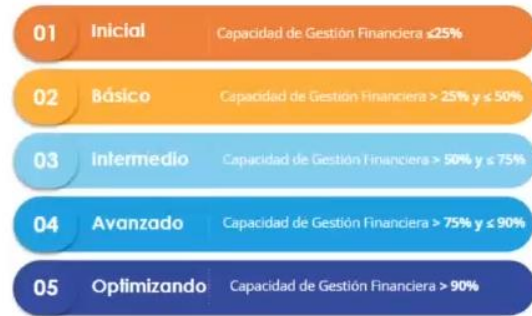 01 Inicial Capacidad de Gestión Financiera ≤25%
02 Básico Capacidad de Gestión Financiera > 25% y ≤ 50%
03 Intermedio Capacidad de Gestión Financiera > 50% y ≤ 75%
04 Avanzado Capacidad de Gestión Financiera > 75% y ≤ 90%
05 Optimizando Capacidad de Gestión Financiera > 90%